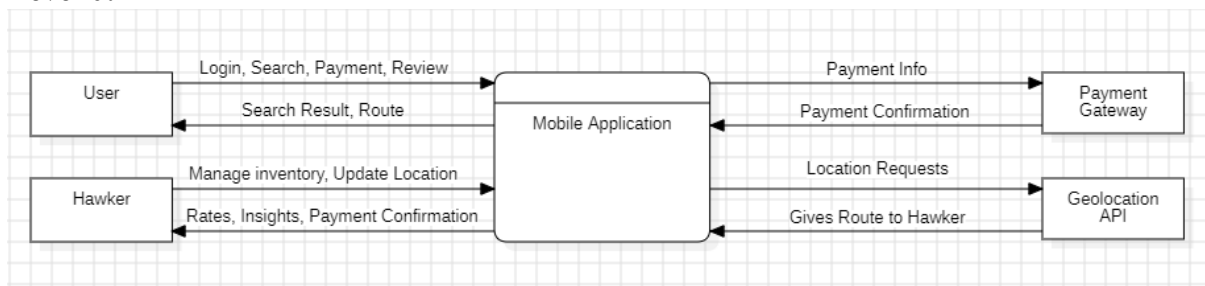 Login, Search, Payment, Review
User
Search Result, Route
Manage inventory, Update Location
Hawker
Rates, Insights, Payment Confirmation
Mobile Application
Payment Info
Payment
Gateway
Payment Confirmation
Location Requests
Geolocation
API
Gives Route to Hawker